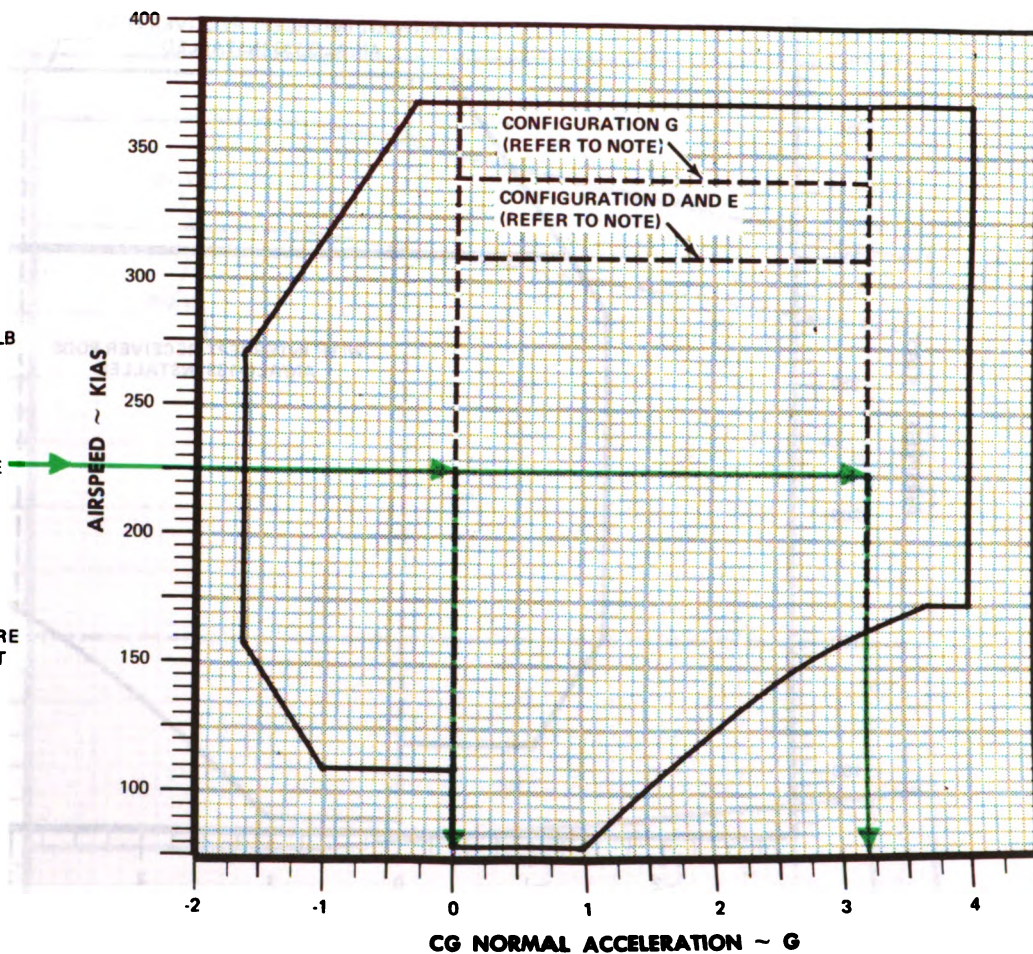 400
350
300
250
200
150
100
AIRSPEED ~ KIAS
CONFIGURATION G
(REFER TO NOTE)
CONFIGURATION D AND E
(REFER TO NOTE)
LB
E
RE
T
-2 -1 0 1 2 3 4
CG NORMAL ACCELERATION ~ G